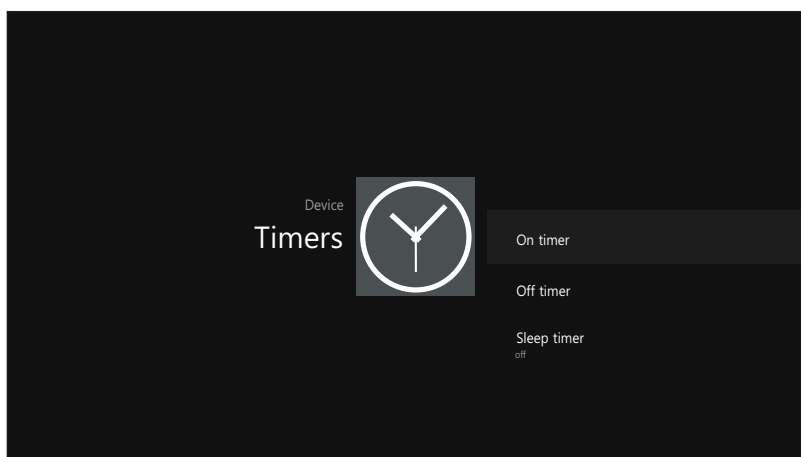 Device
Timers
On timer
Off timer
Sleep timer
off